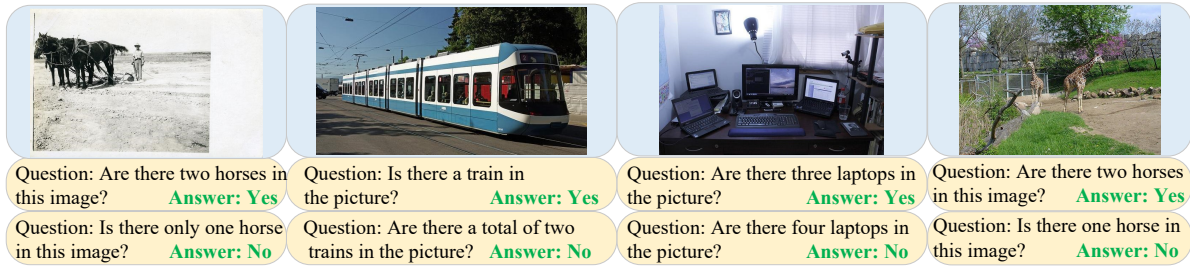 Question: Are there two horses in
this image? Answer: Yes
Question: Is there only one horse
in this image? Answer: No
Question: Is there a train in
the picture? Answer: Yes
Question: Are there a total of two
trains in the picture? Answer: No
Question: Are there three laptops in
the picture? Answer: Yes
Question: Are there four laptops in
the picture? Answer: No
Question: Are there two horses
in this image? Answer: Yes
Question: Is there one horse in
this image? Answer: No